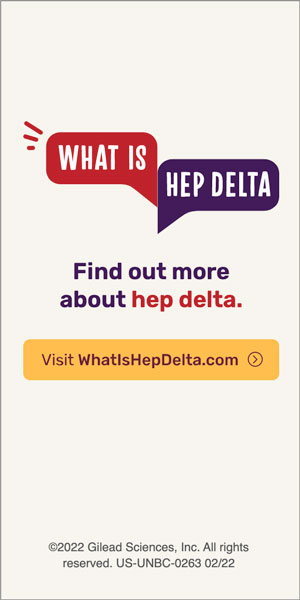 WHAT IS
HEP DELTA
Find out more
about hep delta.
Visit WhatIsHepDelta.com
©2022 Gilead Sciences, Inc. All rights
reserved. US-UNBC-0263 02/22